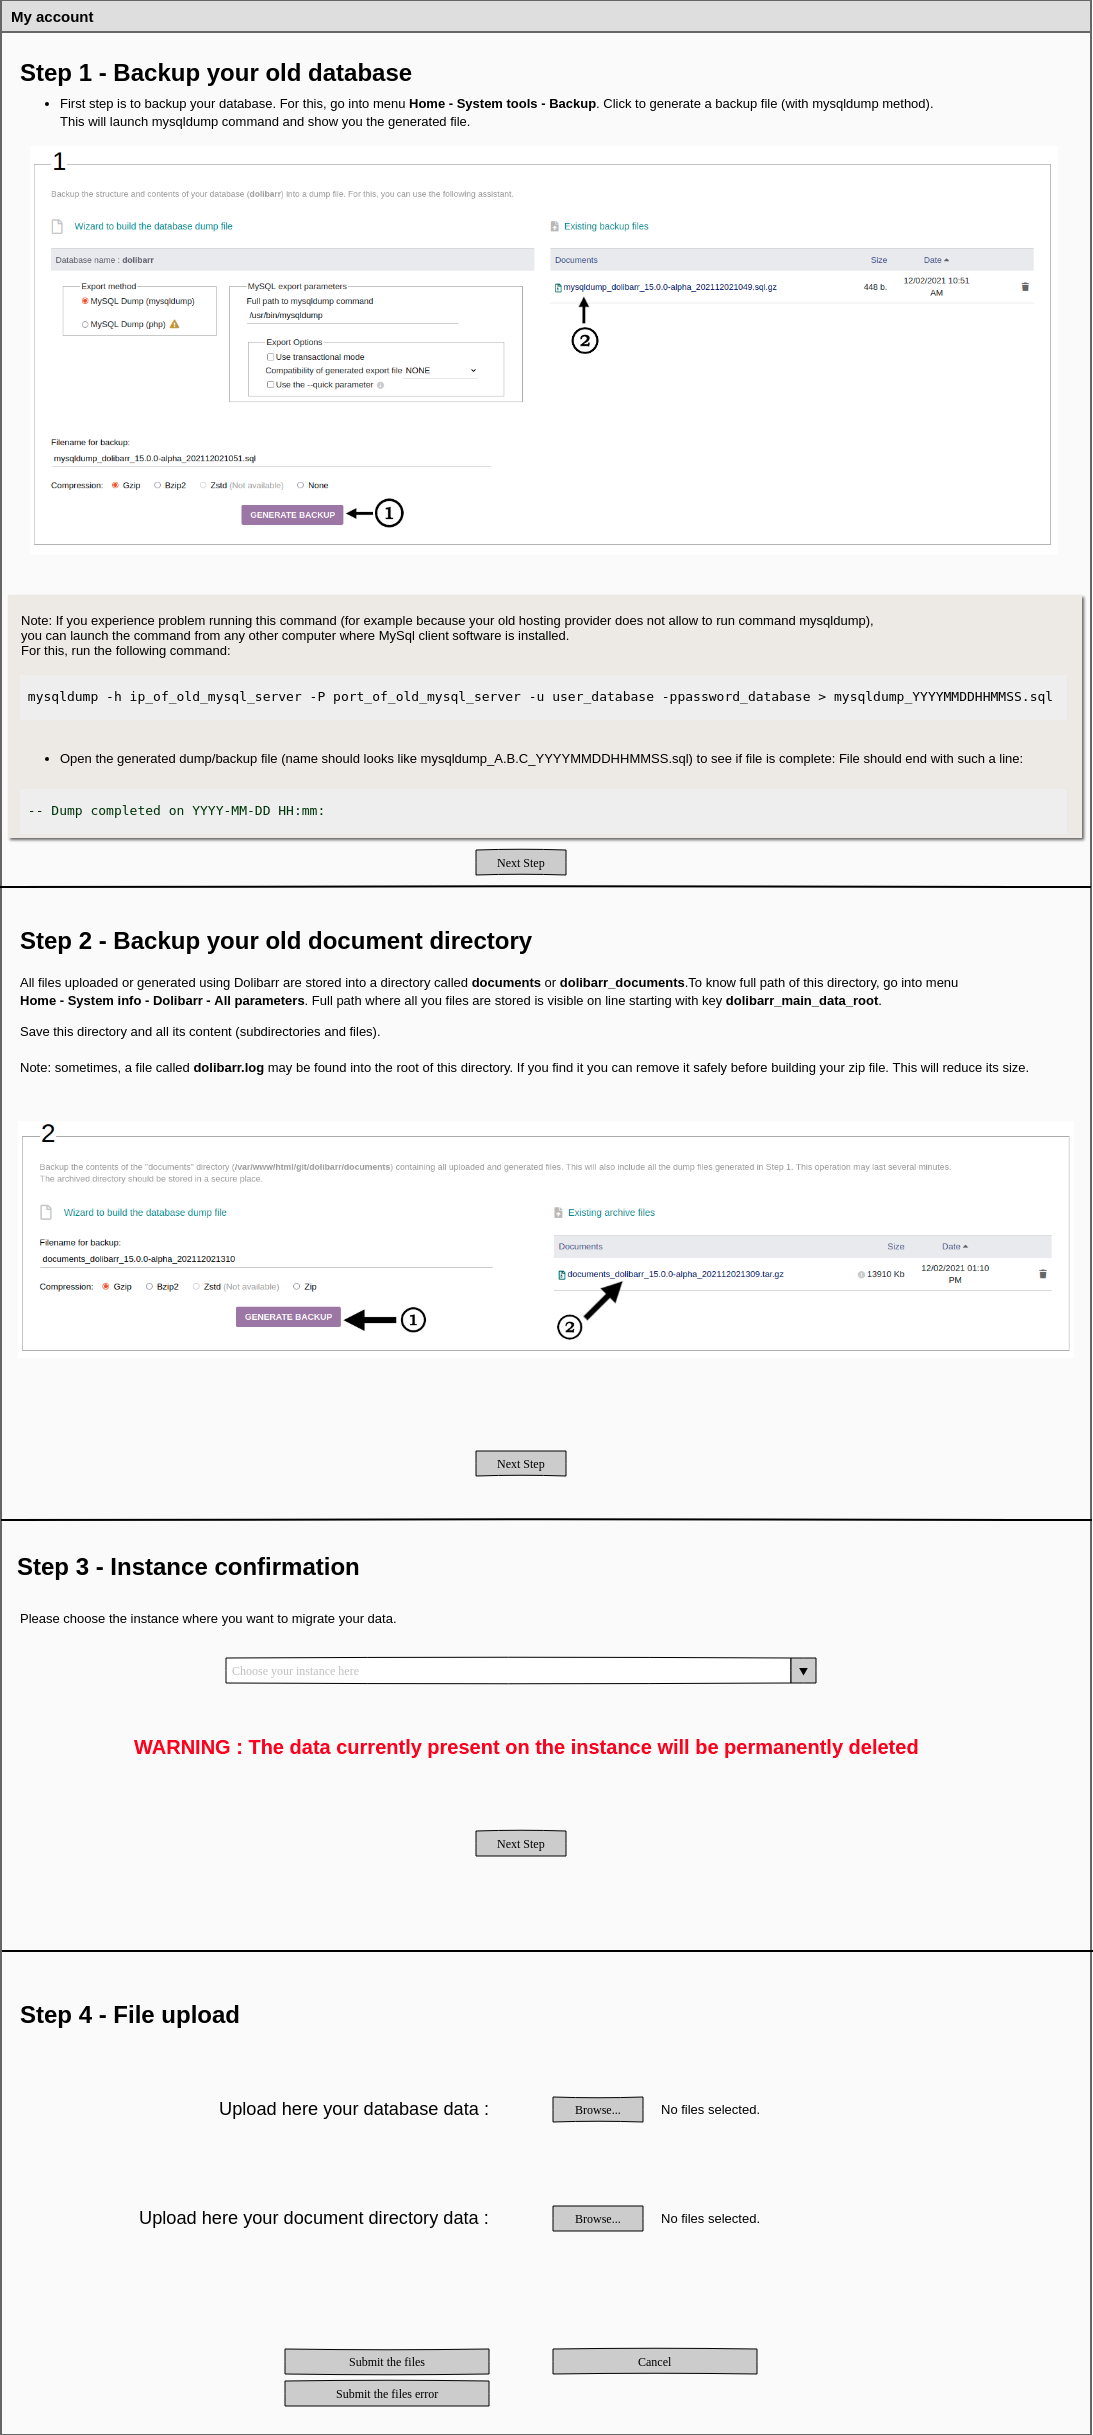 My account
Step 1 - Backup your old database
• First step is to backup your database. For this, go into menu Home - System tools - Backup. Click to generate a backup file (with mysqldump method).
This will launch mysqldump command and show you the generated file.
1
Backup the structure and contents of your database (dolibarr) into a dump file. For this, you can use the following assistant.
Wizard to build the database dump file
Database name : dolibarr
Export method
MySQL Dump (mysqldump)
MySQL Dump (php)
MySQL export parameters
Full path to mysqldump command
/usr/bin/mysqldump
Export Options
Use transactional mode
Compatibility of generated export file NONE
Use the --quick parameter
Existing backup files
Documents Size Date
mysqldump_dolibarr_15.0.0-alpha_202112021049.sql.gz 448 b. 12/02/2021 10:51
AM
2
Filename for backup:
mysqldump_dolibarr_15.0.0-alpha_202112021051.sql
Compression: Gzip Bzip2 Zstd (Not available) None
GENERATE BACKUP 1
Note: If you experience problem running this command (for example because your old hosting provider does not allow to run command mysqldump),
you can launch the command from any other computer where MySql client software is installed.
For this, run the following command:
mysqldump -h ip_of_old_mysql_server -P port_of_old_mysql_server -u user_database -ppassword_database > mysqldump_YYYYMMDDHHMMSS.sql
• Open the generated dump/backup file (name should looks like mysqldump_A.B.C_YYYYMMDDHHMMSS.sql) to see if file is complete: File should end with such a line:
-- Dump completed on YYYY-MM-DD HH:mm:
Next Step
Step 2 - Backup your old document directory
All files uploaded or generated using Dolibarr are stored into a directory called documents or dolibarr_documents.To know full path of this directory, go into menu
Home - System info - Dolibarr - All parameters. Full path where all you files are stored is visible on line starting with key dolibarr_main_data_root.
Save this directory and all its content (subdirectories and files).
Note: sometimes, a file called dolibarr.log may be found into the root of this directory. If you find it you can remove it safely before building your zip file. This will reduce its size.
2
Backup the contents of the "documents" directory (/var/www/html/git/dolibarr/documents) containing all uploaded and generated files. This will also include all the dump files generated in Step 1. This operation may last several minutes.
The archived directory should be stored in a secure place.
Wizard to build the database dump file
Filename for backup:
documents_dolibarr_15.0.0-alpha_202112021310
Compression: Gzip Bzip2 Zstd (Not available) Zip
GENERATE BACKUP 1
Existing archive files
Documents Size Date
documents_dolibarr_15.0.0-alpha_202112021309.tar.gz 13910 Kb 12/02/2021 01:10
PM
2
Next Step
Step 3 - Instance confirmation
Please choose the instance where you want to migrate your data.
Choose your instance here
WARNING : The data currently present on the instance will be permanently deleted
Next Step
Step 4 - File upload
Upload here your database data : Browse... No files selected.
Upload here your document directory data : Browse... No files selected.
Submit the files Cancel
Submit the files error